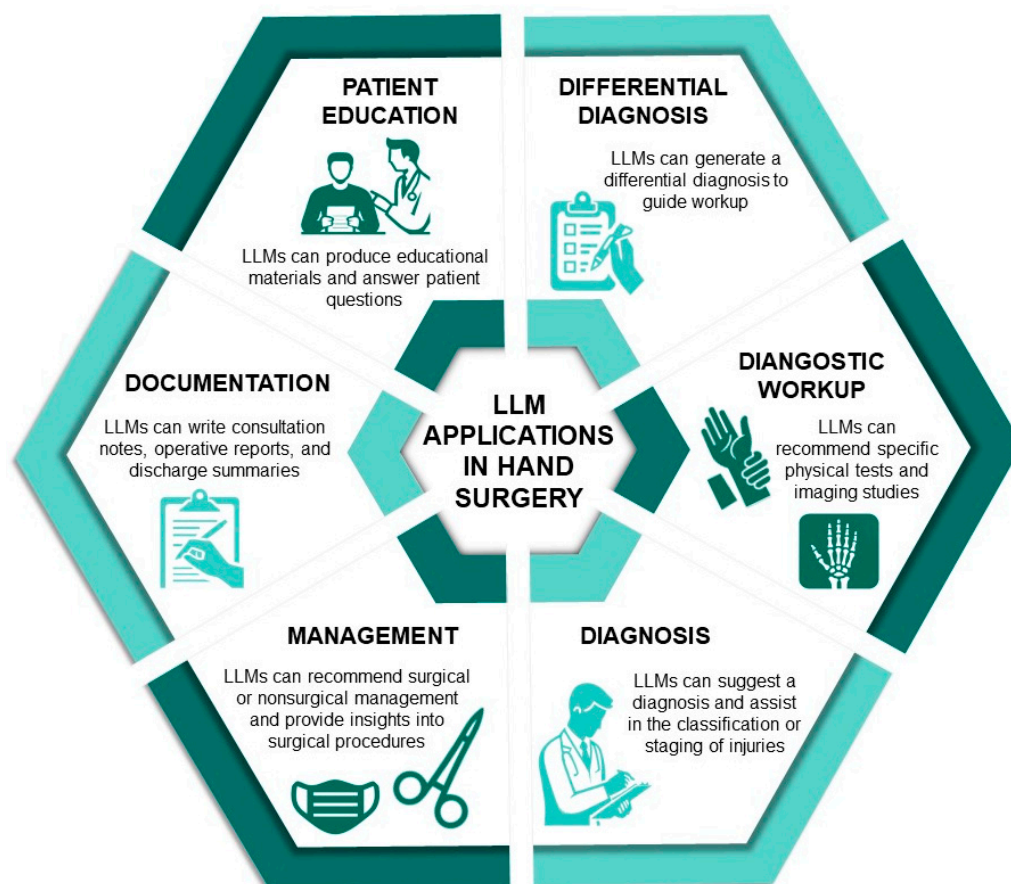 PATIENT
EDUCATION
LLMs can produce educational
materials and answer patient
questions
DIFFERENTIAL
DIAGNOSIS
LLMs can generate a
differential diagnosis to
guide workup
DOCUMENTATION
LLMs can write consultation
notes, operative reports, and
discharge summaries
LLM
APPLICATIONS
IN HAND
SURGERY
DIANGOSTIC
WORKUP
LLMs can
recommend specific
physical tests and
imaging studies
MANAGEMENT
LLMs can recommend surgical
or nonsurgical management
and provide insights into
surgical procedures
DIAGNOSIS
LLMs can suggest a
diagnosis and assist
in the classification or
staging of injuries